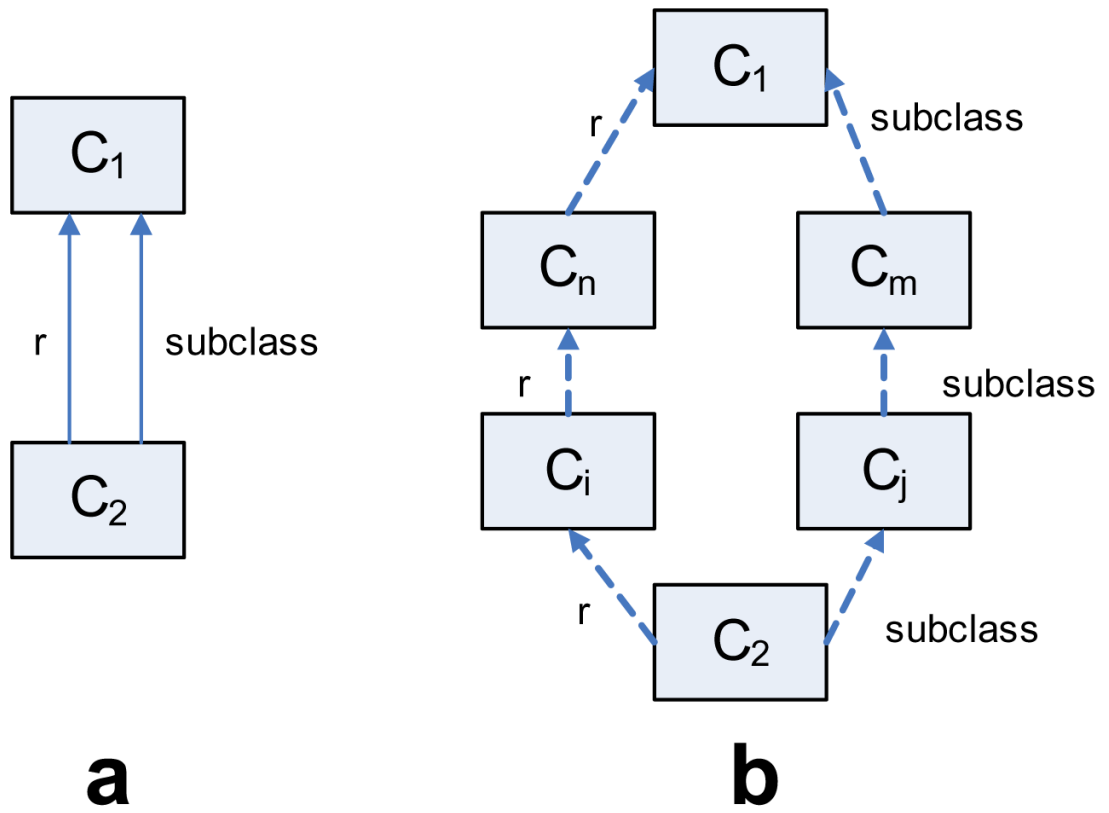 C₁
r
subclass
C₂
a
C₁
r
subclass
Cₙ
Cₘ
r
subclass
Cᵢ
Cⱼ
r
subclass
C₂
b